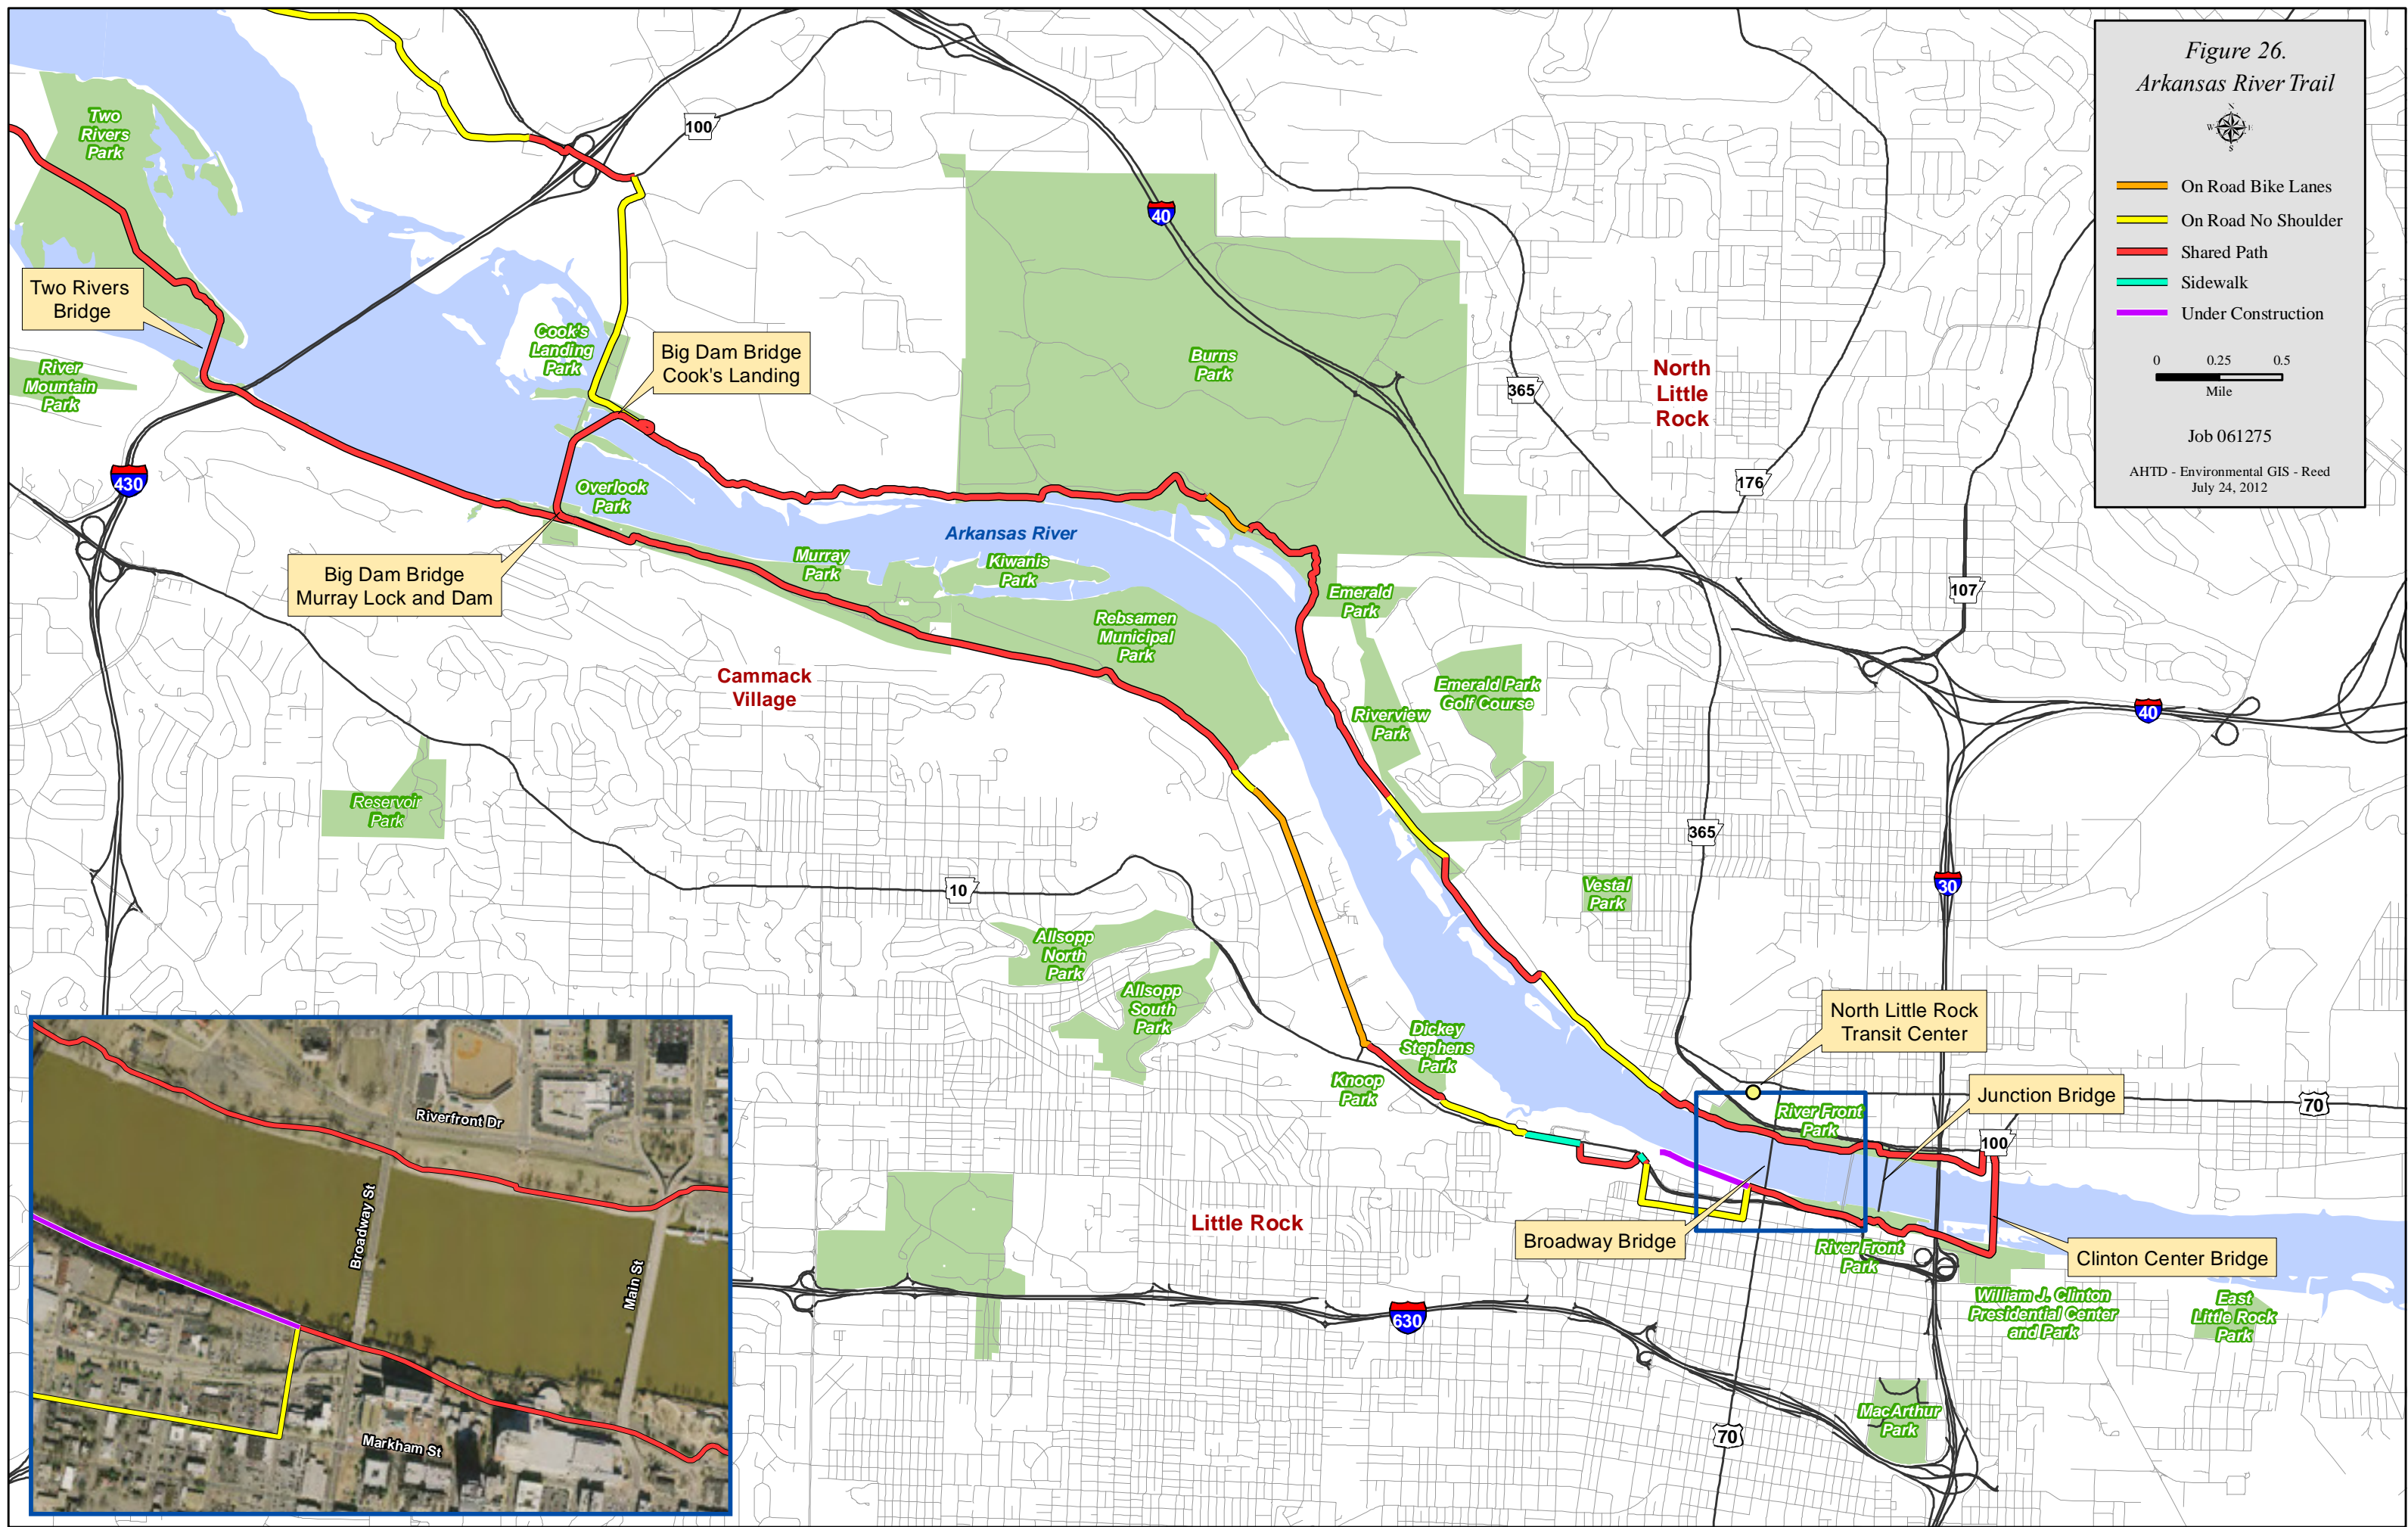 Figure 26.
Arkansas River Trail
N
W
E
S
On Road Bike Lanes
On Road No Shoulder
Shared Path
Sidewalk
Under Construction
0 0.25 0.5
Mile
Job 061275
AHTD - Environmental GIS - Reed
July 24, 2012
Two
Rivers
Park
100
40
Two Rivers
Bridge
River
Mountain
Park
Cook's
Landing
Park
Big Dam Bridge
Cook's Landing
Burns
Park
365
North
Little
Rock
176
430
Overlook
Park
Arkansas River
Big Dam Bridge
Murray Lock and Dam
Murray
Park
Kiwanis
Park
Rebsamen
Municipal
Park
Emerald
Park
107
Cammack
Village
Emerald Park
Golf Course
Riverview
Park
40
Reservoir
Park
365
10
30
Vestal
Park
Allsopp
North
Park
Allsopp
South
Park
Dickey
Stephens
Park
Knoop
Park
North Little Rock
Transit Center
Junction Bridge
70
River Front
Park
100
Little Rock
Broadway Bridge
River Front
Park
Clinton Center Bridge
William J. Clinton
Presidential Center
and Park
East
Little Rock
Park
630
MacArthur
Park
70
Riverfront Dr
Broadway St
Main St
Markham St